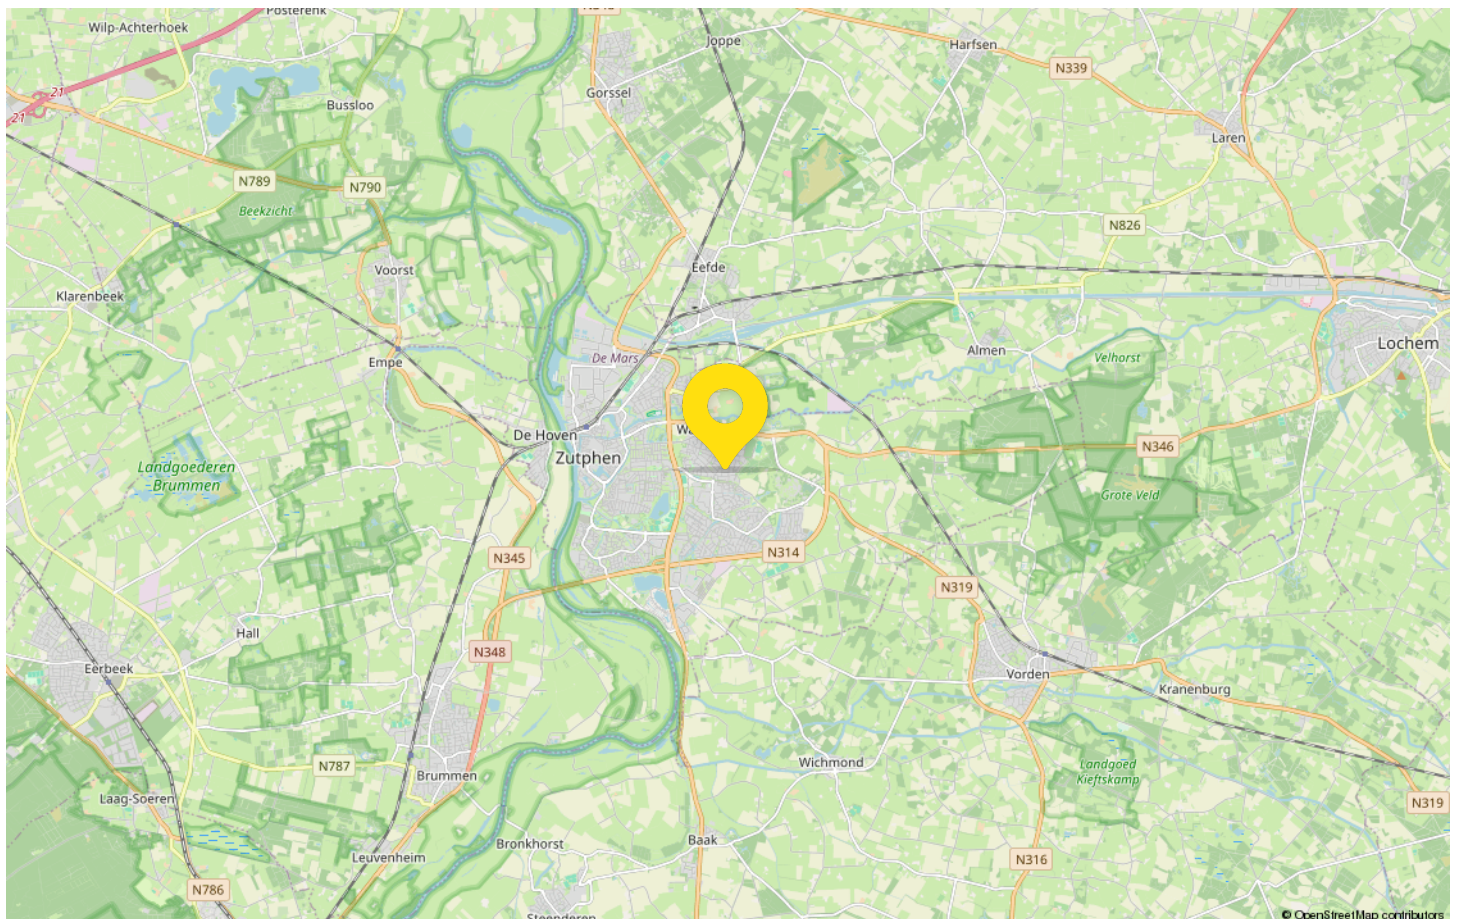 Wilp-Achterhoek
Posterenk
Joppe
Harfsen
N339
21
21
Bussloo
Gorssel
Laren
N789
N790
Beekzicht
N826
Voorst
Eefde
Klarenbeek
De Mars
Empe
Almen
Velhorst
Lochem
De Hoven
Zutphen
N346
Landgoederen
Brummen
Grote Veld
N345
N314
N319
Hall
N348
Eerbeek
Vorden
Kranenburg
N787
Brummen
Wichmond
Landgoed
Kieftskamp
Laag-Soeren
N319
Leuvenheim
Bronkhorst
Baak
N316
N786
Steenderen
© OpenStreetMap contributors